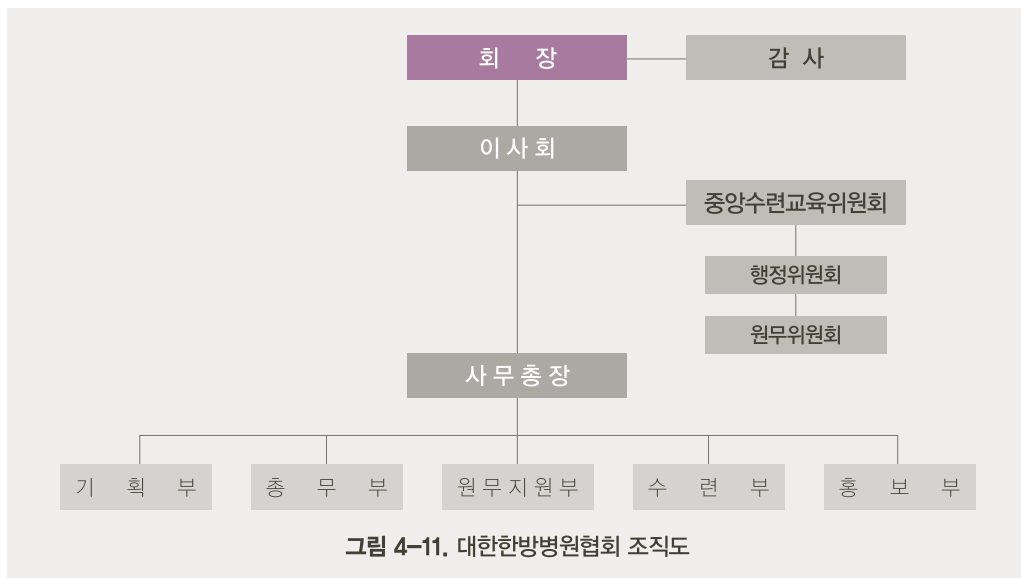 회 장
감 사
이 사 회
중앙수련교육위원회
행정위원회
원무위원회
사 무 총 장
기 획 부
총 무 부
원 무 지 원 부
수 련 부
홍 보 부
그림 4–11. 대한한방병원협회 조직도